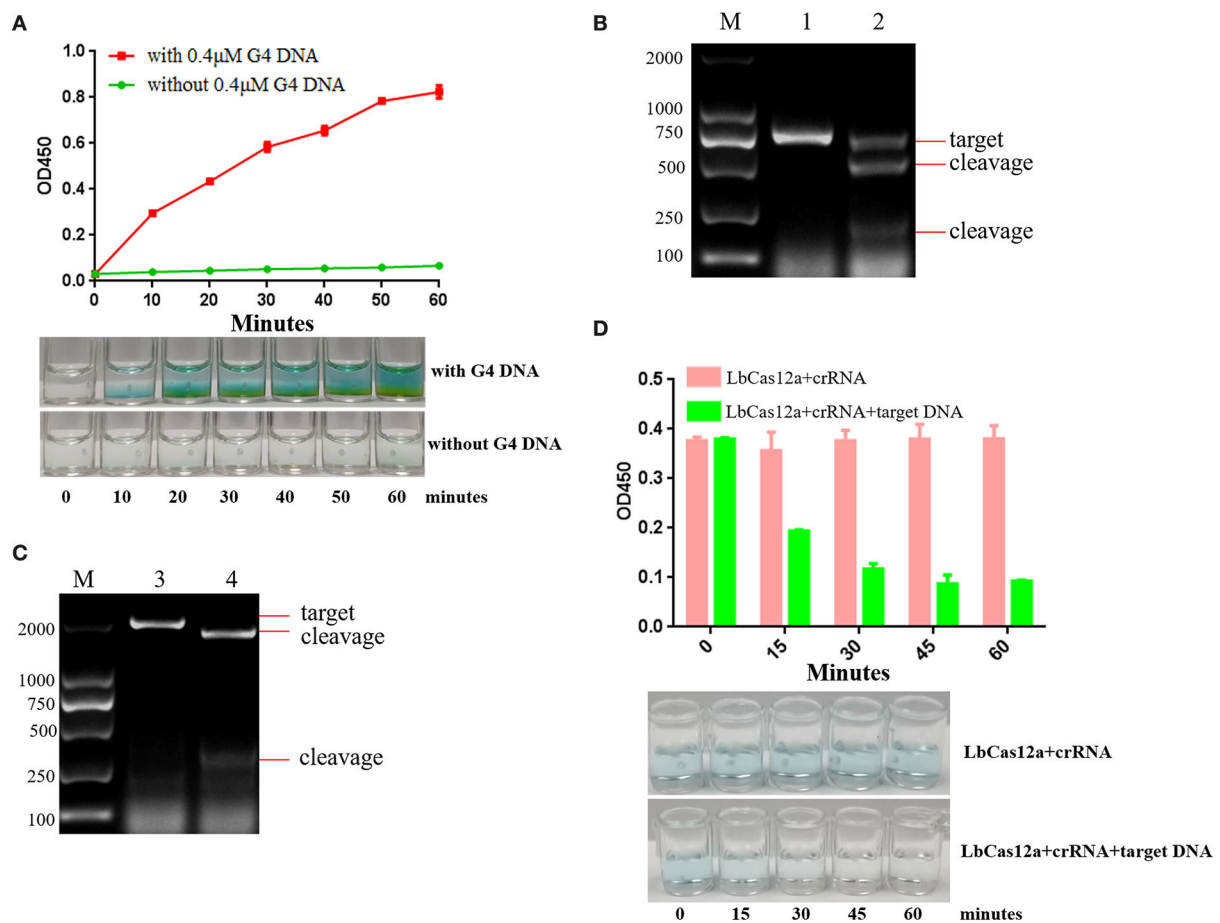 A
with 0.4μM G4 DNA
without 0.4μM G4 DNA
1.0
0.8
0.6
0.4
0.2
0.0
OD450
0 10 20 30 40 50 60
Minutes
with G4 DNA
without G4 DNA
0 10 20 30 40 50 60 minutes
B
M 1 2
2000
1000
750
500
250
100
target
cleavage
cleavage
C
M 3 4
2000
1000
750
500
250
100
target
cleavage
cleavage
D
LbCas12a+crRNA
LbCas12a+crRNA+target DNA
0.5
0.4
0.3
0.2
0.1
0.0
OD450
0 15 30 45 60
Minutes
LbCas12a+crRNA
LbCas12a+crRNA+target DNA
0 15 30 45 60 minutes